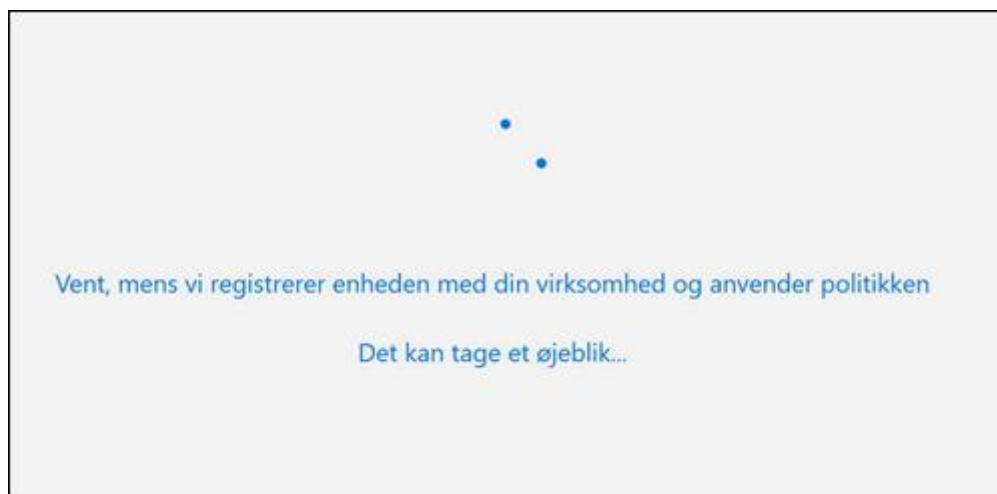 Vent, mens vi registrerer enheden med din virksomhed og anvender politikken
Det kan tage et øjeblik...